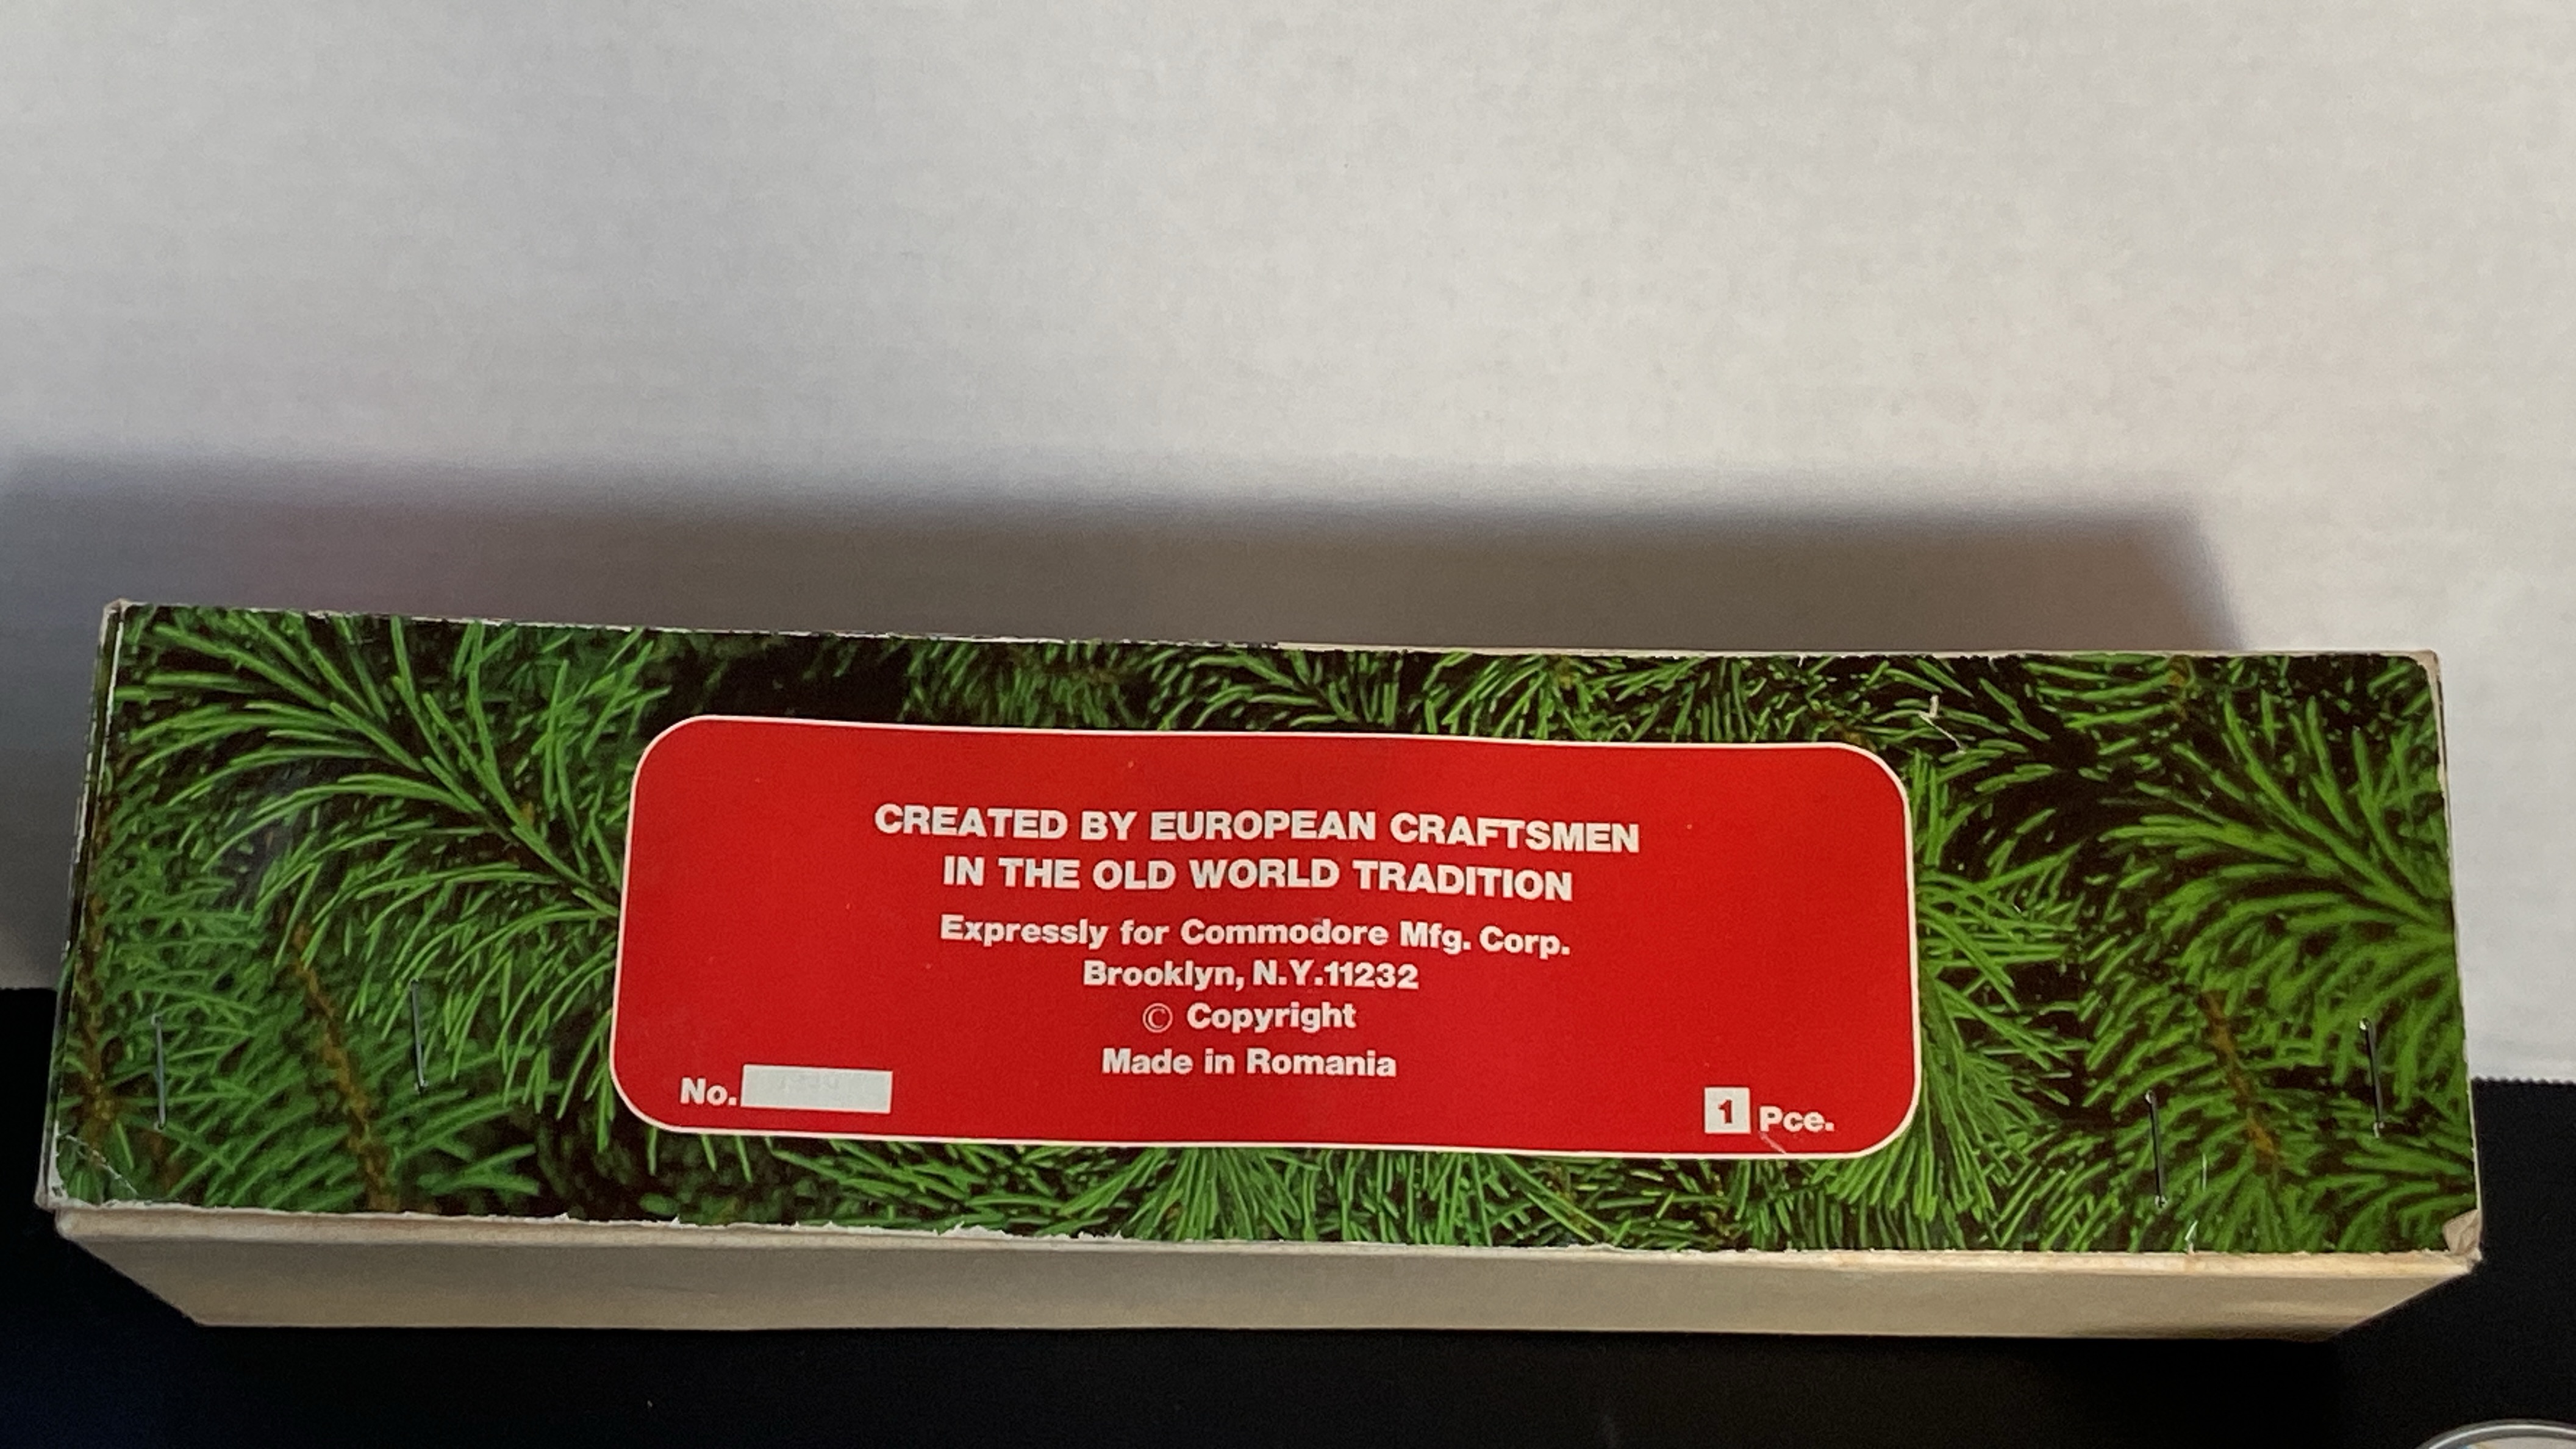 CREATED BY EUROPEAN CRAFTSMEN
IN THE OLD WORLD TRADITION
Expressly for Commodore Mfg. Corp.
Brooklyn, N.Y.11232
© Copyright
Made in Romania
No.
1 Pce.